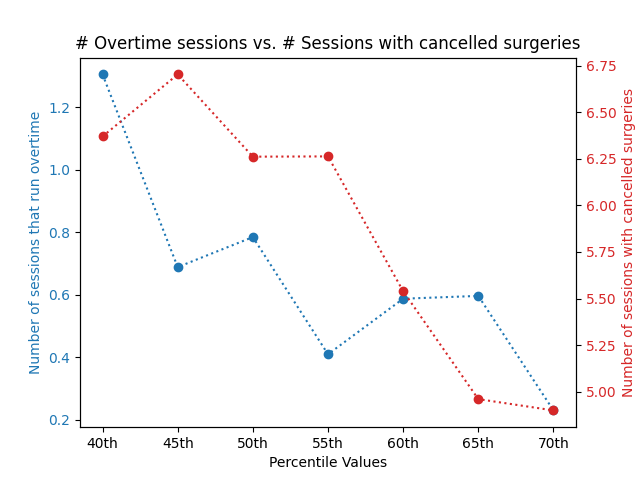 # Overtime sessions vs. # Sessions with cancelled surgeries
Number of sessions that run overtime
1.2
1.0
0.8
0.6
0.4
0.2
6.75
6.50
6.25
6.00
5.75
5.50
5.25
5.00
Number of sessions with cancelled surgeries
40th 45th 50th 55th 60th 65th 70th
Percentile Values